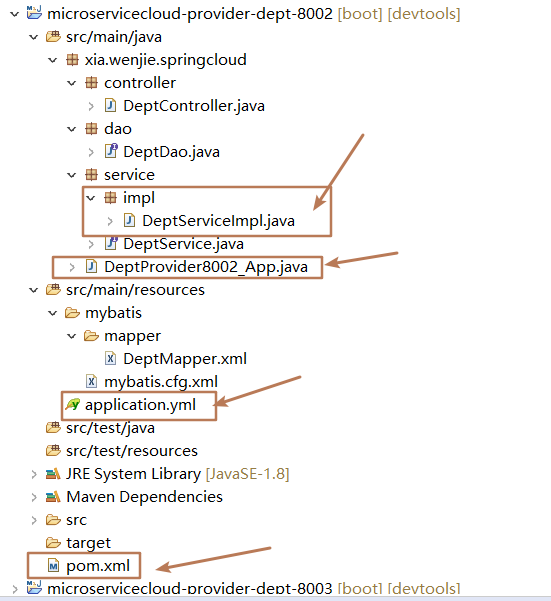 microservicecloud-provider-dept-8002 [boot] [devtools]
src/main/java
xia.wenjie.springcloud
controller
DeptController.java
dao
DeptDao.java
service
impl
DeptServiceImpl.java
DeptService.java
DeptProvider8002_App.java
src/main/resources
mybatis
mapper
DeptMapper.xml
mybatis.cfg.xml
application.yml
src/test/java
src/test/resources
JRE System Library [JavaSE-1.8]
Maven Dependencies
src
target
pom.xml
microservicecloud-provider-dept-8003 [boot] [devtools]